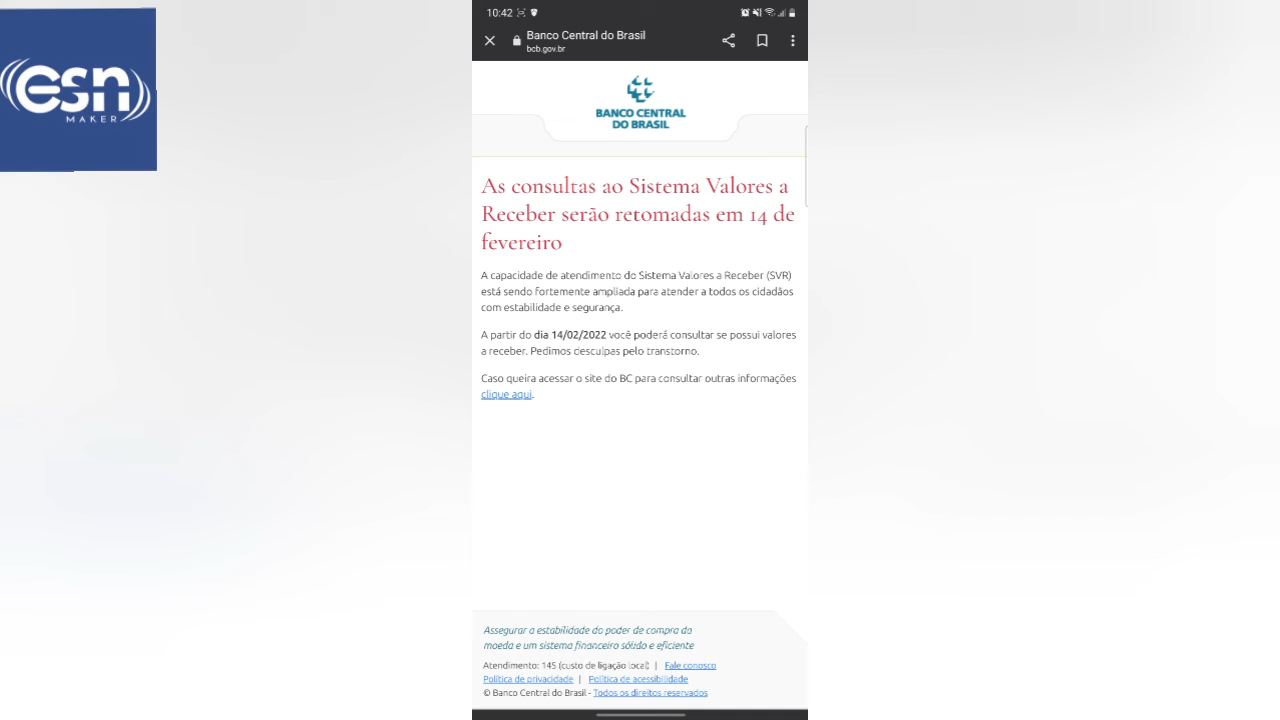 esn
MAKER
10:42
Banco Central do Brasil
bcb.gov.br
BANCO CENTRAL
DO BRASIL
As consultas ao Sistema Valores a
Receber serão retomadas em 14 de
fevereiro
A capacidade de atendimento do Sistema Valores a Receber (SVR)
está sendo fortemente ampliada para atender a todos os cidadãos
com estabilidade e segurança.
A partir do dia 14/02/2022 você poderá consultar se possui valores
a receber. Pedimos desculpas pelo transtorno.
Caso queira acessar o site do BC para consultar outras informações
clique aqui.
Assegurar a estabilidade do poder de compra da
moeda e um sistema financeiro sólido e eficiente
Atendimento: 145 (custo de ligação local) | Fale conosco
Política de privacidade | Política de acessibilidade
© Banco Central do Brasil - Todos os direitos reservados